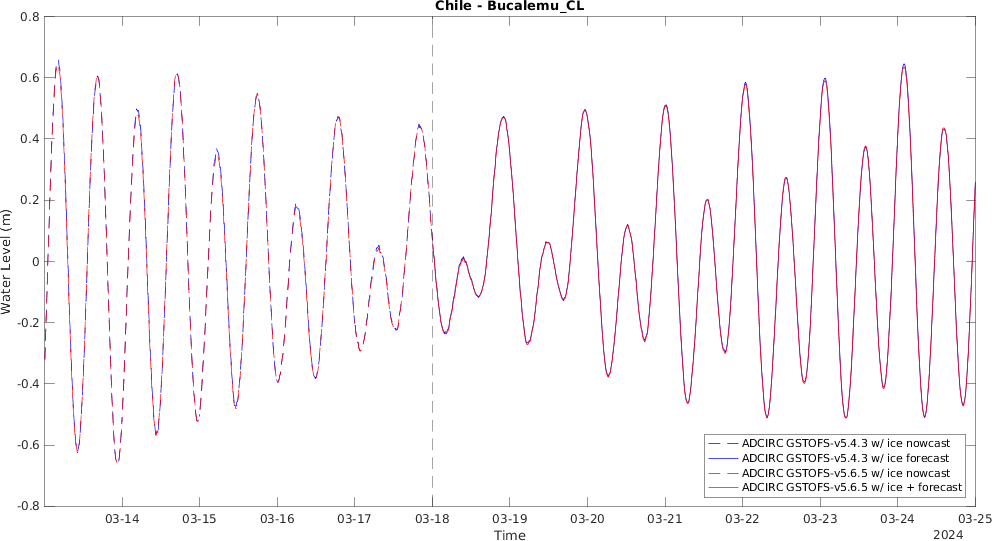 Chile - Bucalemu_CL
0.8
0.6
0.4
0.2
0
-0.2
-0.4
-0.6
-0.8
Water Level (m)
ADCIRC GSTOFS-v5.4.3 w/ ice nowcast
ADCIRC GSTOFS-v5.4.3 w/ ice forecast
ADCIRC GSTOFS-v5.6.5 w/ ice nowcast
ADCIRC GSTOFS-v5.6.5 w/ ice + forecast
03-14 03-15 03-16 03-17 03-18 03-19 03-20 03-21 03-22 03-23 03-24 03-25
Time 2024